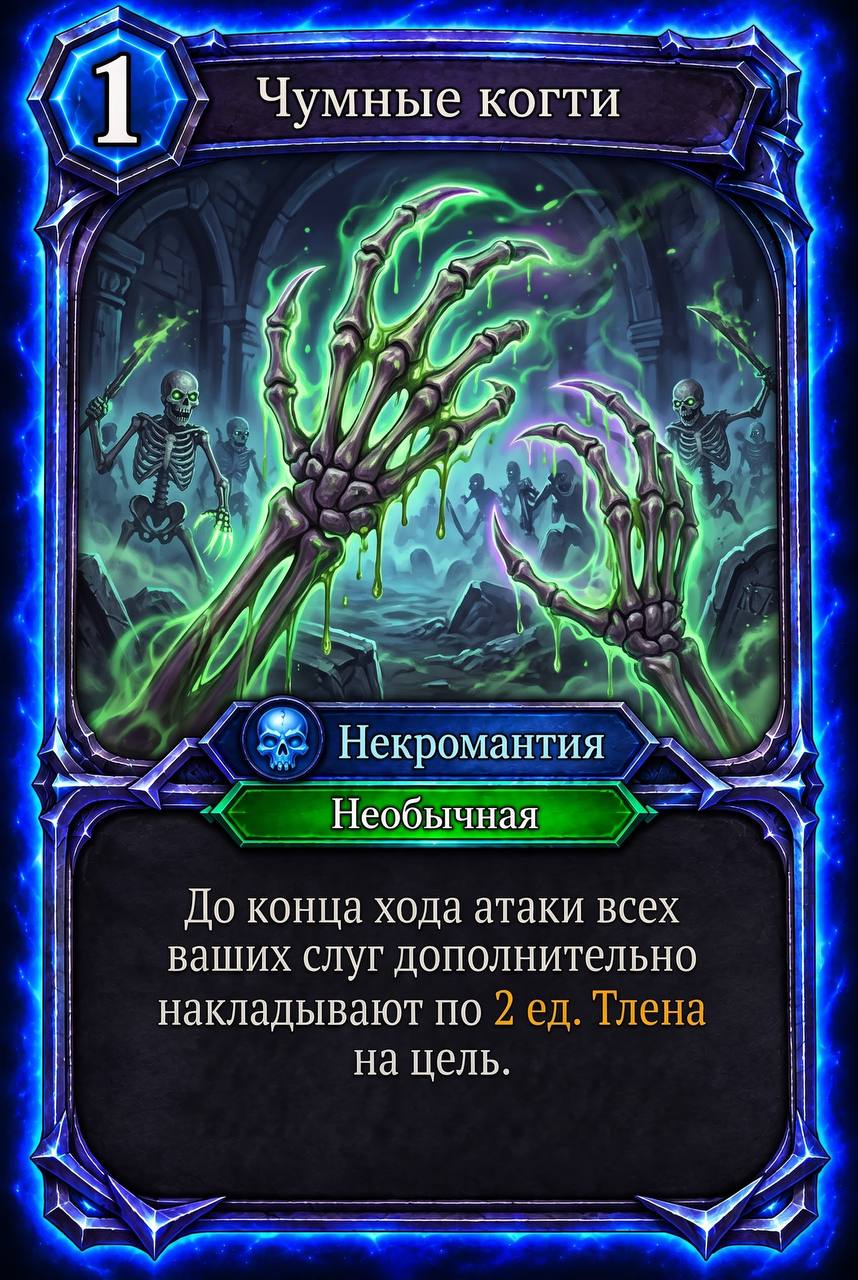 1
Чумные когти
Некромантия
Необычная
До конца хода атаки всех
ваших слуг дополнительно
накладывают по 2 ед. Тлена
на цель.